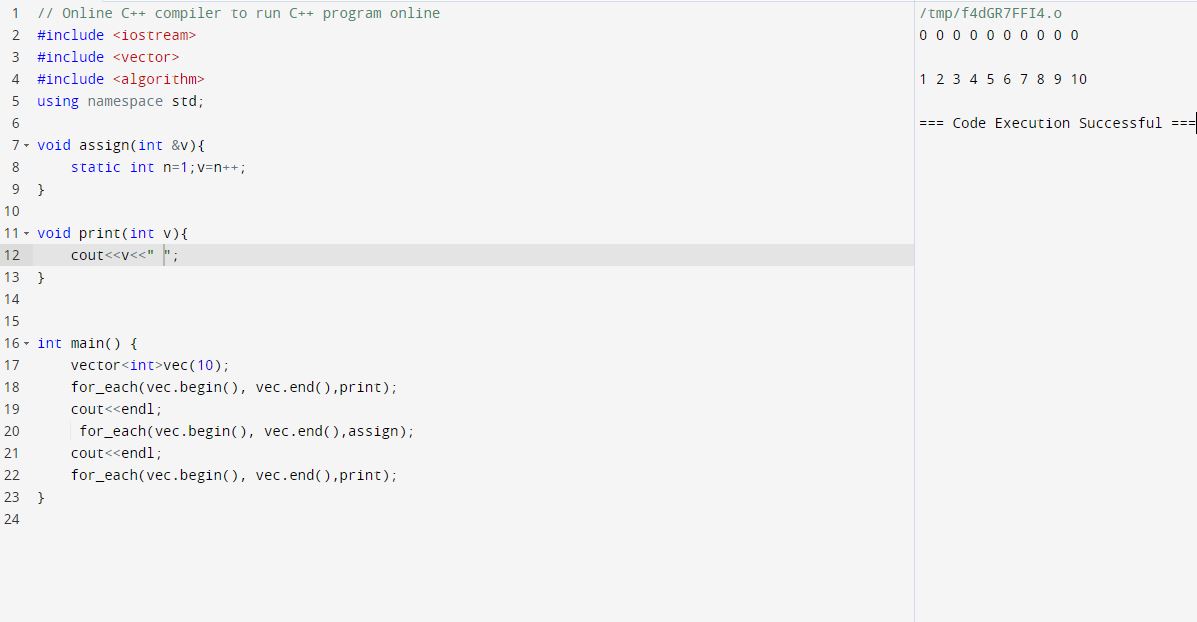 1 // Online C++ compiler to run C++ program online
2 #include <iostream>
3 #include <vector>
4 #include <algorithm>
5 using namespace std;
6
7 void assign(int &v){
8     static int n=1;v=n++;
9 }
10
11 void print(int v){
12     cout<<v<<" ";
13 }
14
15
16 int main() {
17     vector<int>vec(10);
18     for_each(vec.begin(), vec.end(),print);
19     cout<<endl;
20      for_each(vec.begin(), vec.end(),assign);
21     cout<<endl;
22     for_each(vec.begin(), vec.end(),print);
23 }
24
/tmp/f4dGR7FFI4.o
0 0 0 0 0 0 0 0 0 0
1 2 3 4 5 6 7 8 9 10
=== Code Execution Successful ===